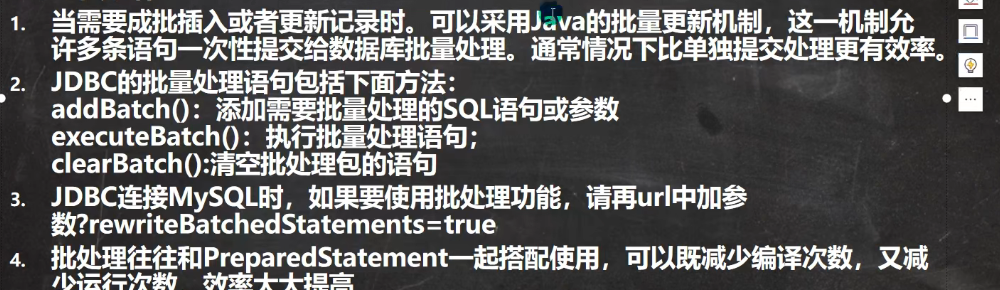 1. 当需要成批插入或者更新记录时。可以采用Java的批量更新机制，这一机制允
许多条语句一次性提交给数据库批量处理。通常情况下比单独提交处理更有效率。
2. JDBC的批量处理语句包括下面方法：
addBatch()：添加需要批量处理的SQL语句或参数
executeBatch()：执行批量处理语句；
clearBatch():清空批处理包的语句
3. JDBC连接MySQL时，如果要使用批处理功能，请再url中加参
数?rewriteBatchedStatements=true
4. 批处理往往和PreparedStatement一起搭配使用，可以既减少编译次数，又减
少运行次数，效率大大提高